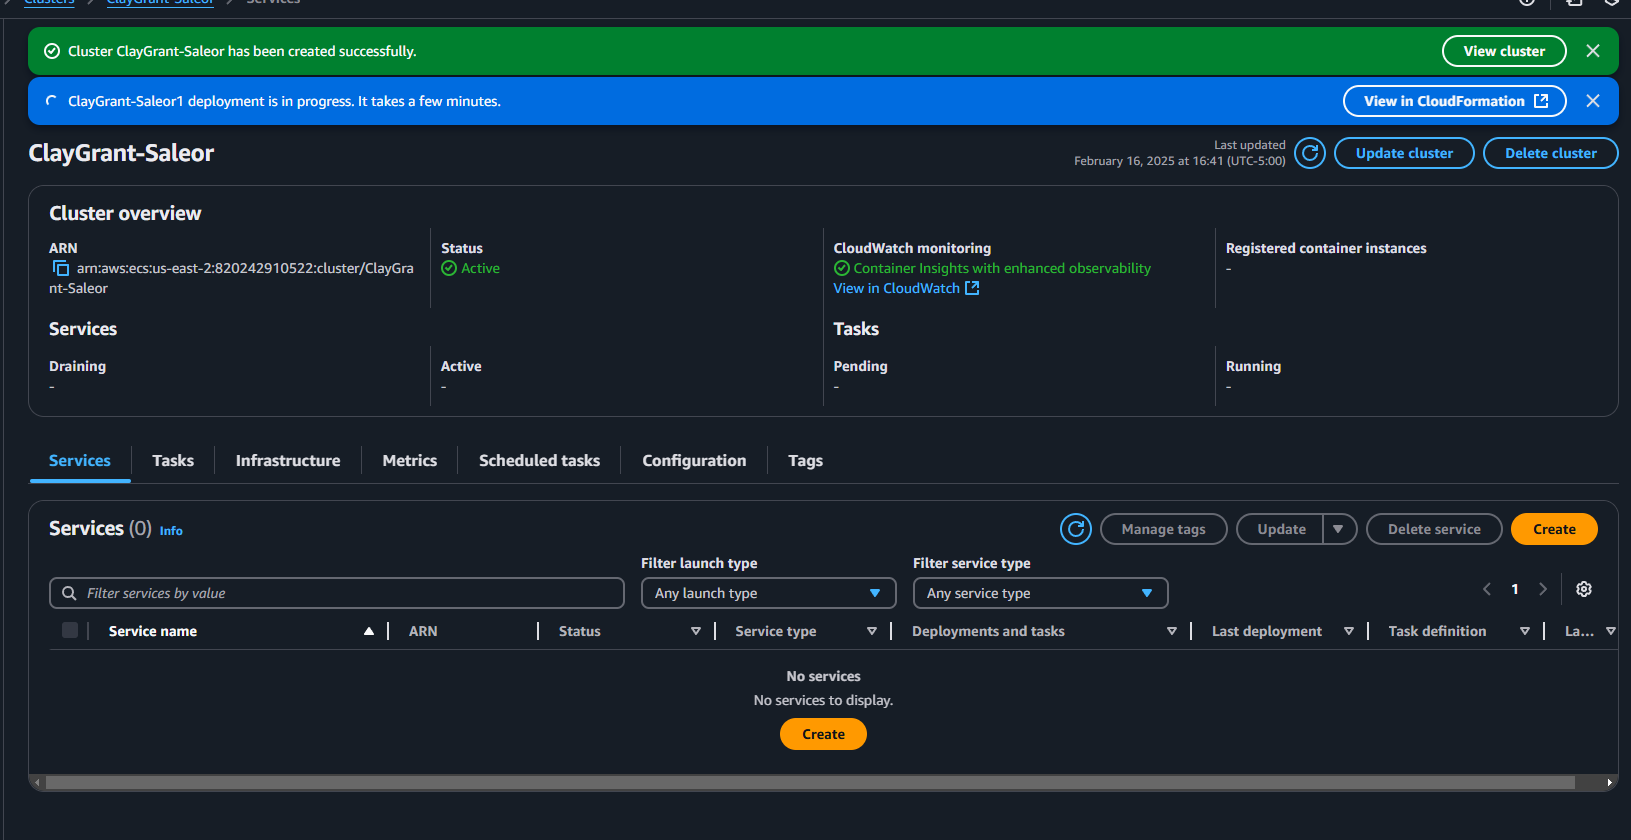 Clusters
ClayGrant-Saleor
Services
Cluster ClayGrant-Saleor has been created successfully.
View cluster
ClayGrant-Saleor1 deployment is in progress. It takes a few minutes.
View in CloudFormation
ClayGrant-Saleor
Last updated
February 16, 2025 at 16:41 (UTC-5:00)
Update cluster
Delete cluster
Cluster overview
ARN
arn:aws:ecs:us-east-2:820242910522:cluster/ClayGra
nt-Saleor
Status
Active
CloudWatch monitoring
Container Insights with enhanced observability
View in CloudWatch
Registered container instances
-
Services
Tasks
Draining
-
Active
-
Pending
-
Running
-
Services
Tasks
Infrastructure
Metrics
Scheduled tasks
Configuration
Tags
Services (0) Info
Manage tags
Update
Delete service
Create
Filter launch type
Filter service type
Filter services by value
Any launch type
Any service type
1
Service name
ARN
Status
Service type
Deployments and tasks
Last deployment
Task definition
La...
No services
No services to display.
Create